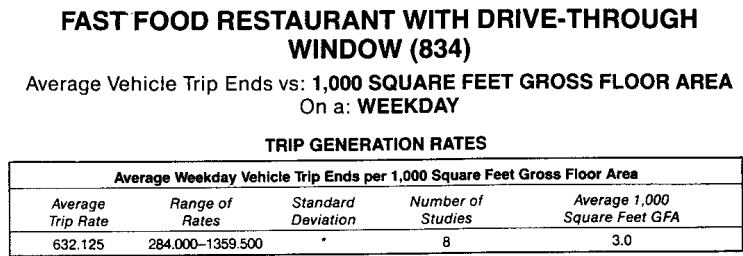 FAST FOOD RESTAURANT WITH DRIVE-THROUGH
WINDOW (834)
Average Vehicle Trip Ends vs: 1,000 SQUARE FEET GROSS FLOOR AREA
On a: WEEKDAY
TRIP GENERATION RATES
Average Weekday Vehicle Trip Ends per 1,000 Square Feet Gross Floor Area
Average Range of Standard Number of Average 1,000
Trip Rate Rates Deviation Studies Square Feet GFA
632.125 284.000–1359.500 * 8 3.0